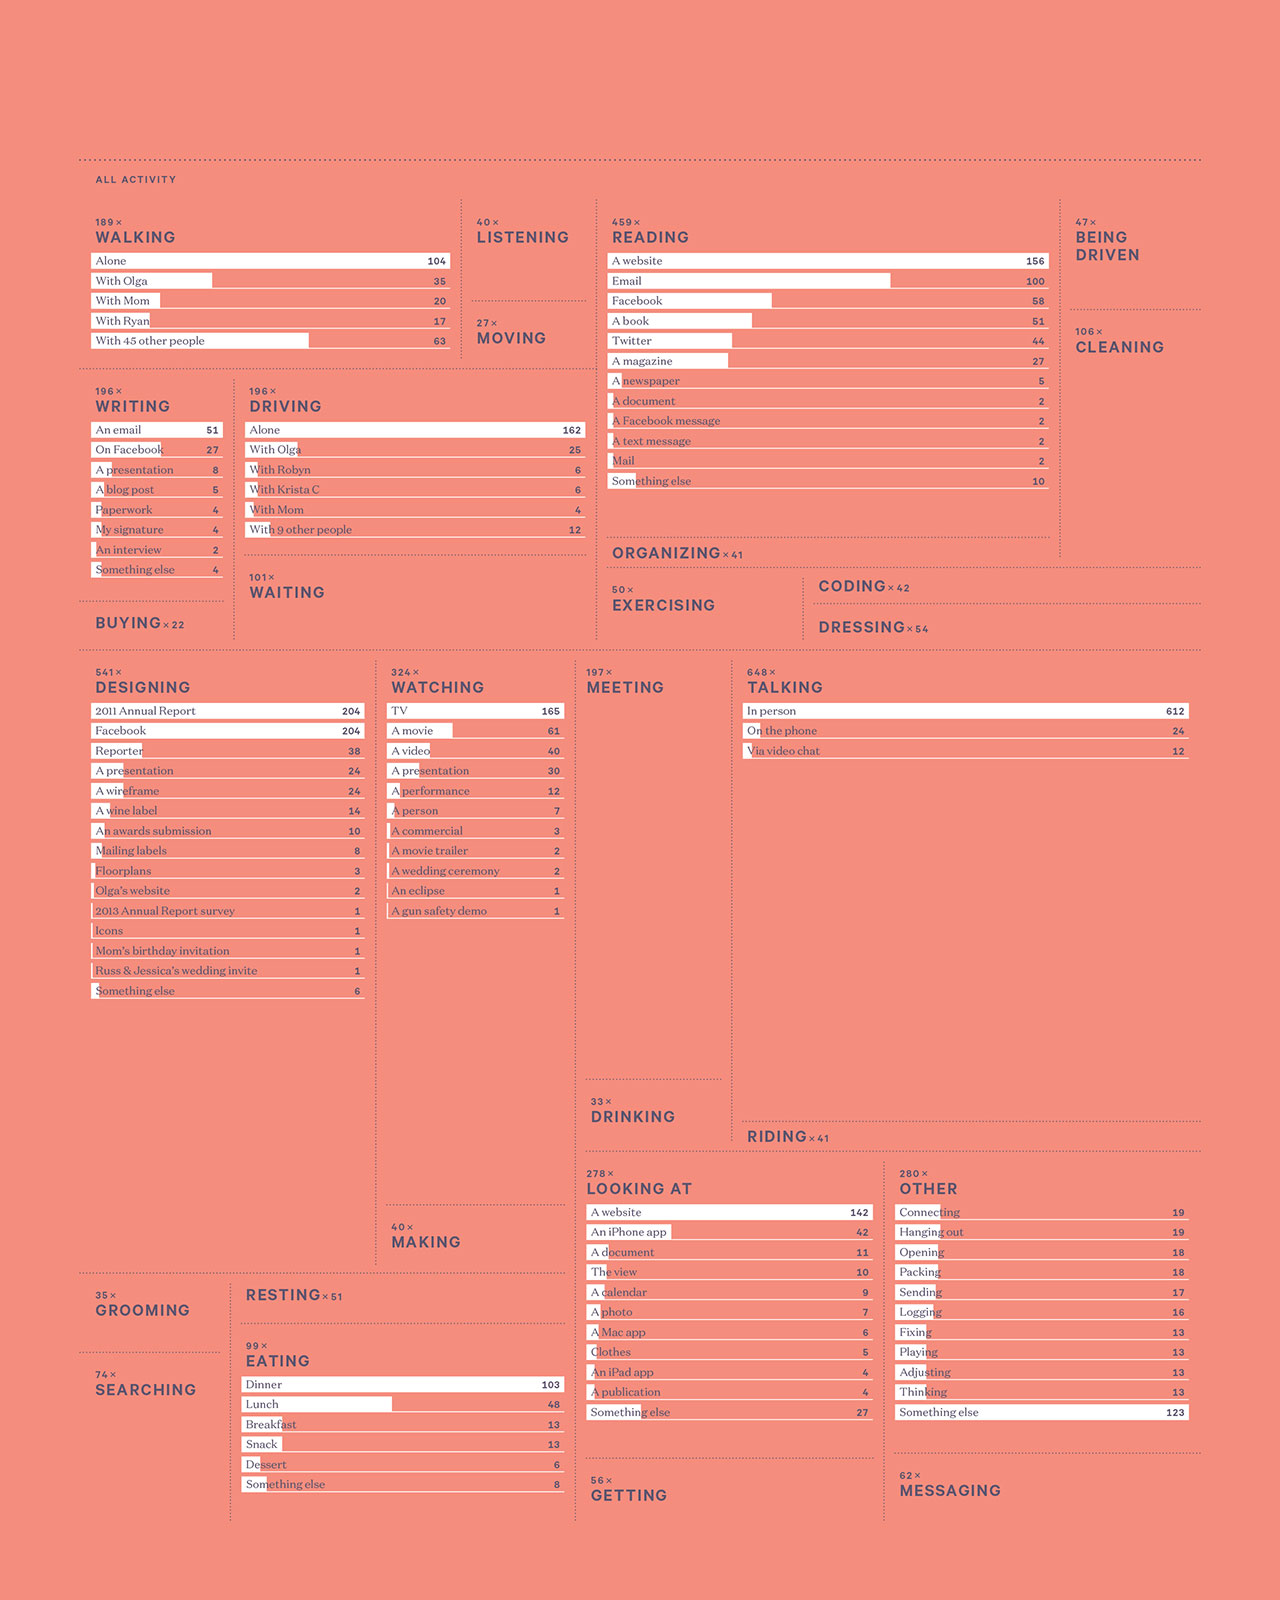 ALL ACTIVITY
189×
WALKING
Alone 104
With Olga 35
With Mom 20
With Ryan 17
With 45 other people 63
40×
LISTENING
27×
MOVING
459×
READING
A website 156
Email 100
Facebook 58
A book 51
Twitter 44
A magazine 27
A newspaper 5
A document 2
A Facebook message 2
A text message 2
Mail 2
Something else 10
47×
BEING
DRIVEN
106×
CLEANING
196×
WRITING
An email 51
On Facebook 27
A presentation 8
A blog post 5
Paperwork 4
My signature 4
An interview 2
Something else 4
BUYING×22
196×
DRIVING
Alone 162
With Olga 25
With Robyn 6
With Krista C 6
With Mom 4
With 9 other people 12
101×
WAITING
ORGANIZING×41
50×
EXERCISING
CODING×42
DRESSING×54
541×
DESIGNING
2011 Annual Report 204
Facebook 204
Reporter 38
A presentation 24
A wireframe 24
A wine label 14
An awards submission 10
Mailing labels 8
Floorplans 3
Olga's website 2
2013 Annual Report survey 1
Icons 1
Mom's birthday invitation 1
Russ & Jessica's wedding invite 1
Something else 6
324×
WATCHING
TV 165
A movie 61
A video 40
A presentation 30
A performance 12
A person 7
A commercial 3
A movie trailer 2
A wedding ceremony 2
An eclipse 1
A gun safety demo 1
40×
MAKING
197×
MEETING
33×
DRINKING
648×
TALKING
In person 612
On the phone 24
Via video chat 12
RIDING×41
35×
GROOMING
74×
SEARCHING
RESTING×51
99×
EATING
Dinner 103
Lunch 48
Breakfast 13
Snack 13
Dessert 6
Something else 8
278×
LOOKING AT
A website 142
An iPhone app 42
A document 11
The view 10
A calendar 9
A photo 7
A Mac app 6
Clothes 5
An iPad app 4
A publication 4
Something else 27
56×
GETTING
280×
OTHER
Connecting 19
Hanging out 19
Opening 18
Packing 18
Sending 17
Logging 16
Fixing 13
Playing 13
Adjusting 13
Thinking 13
Something else 123
62×
MESSAGING